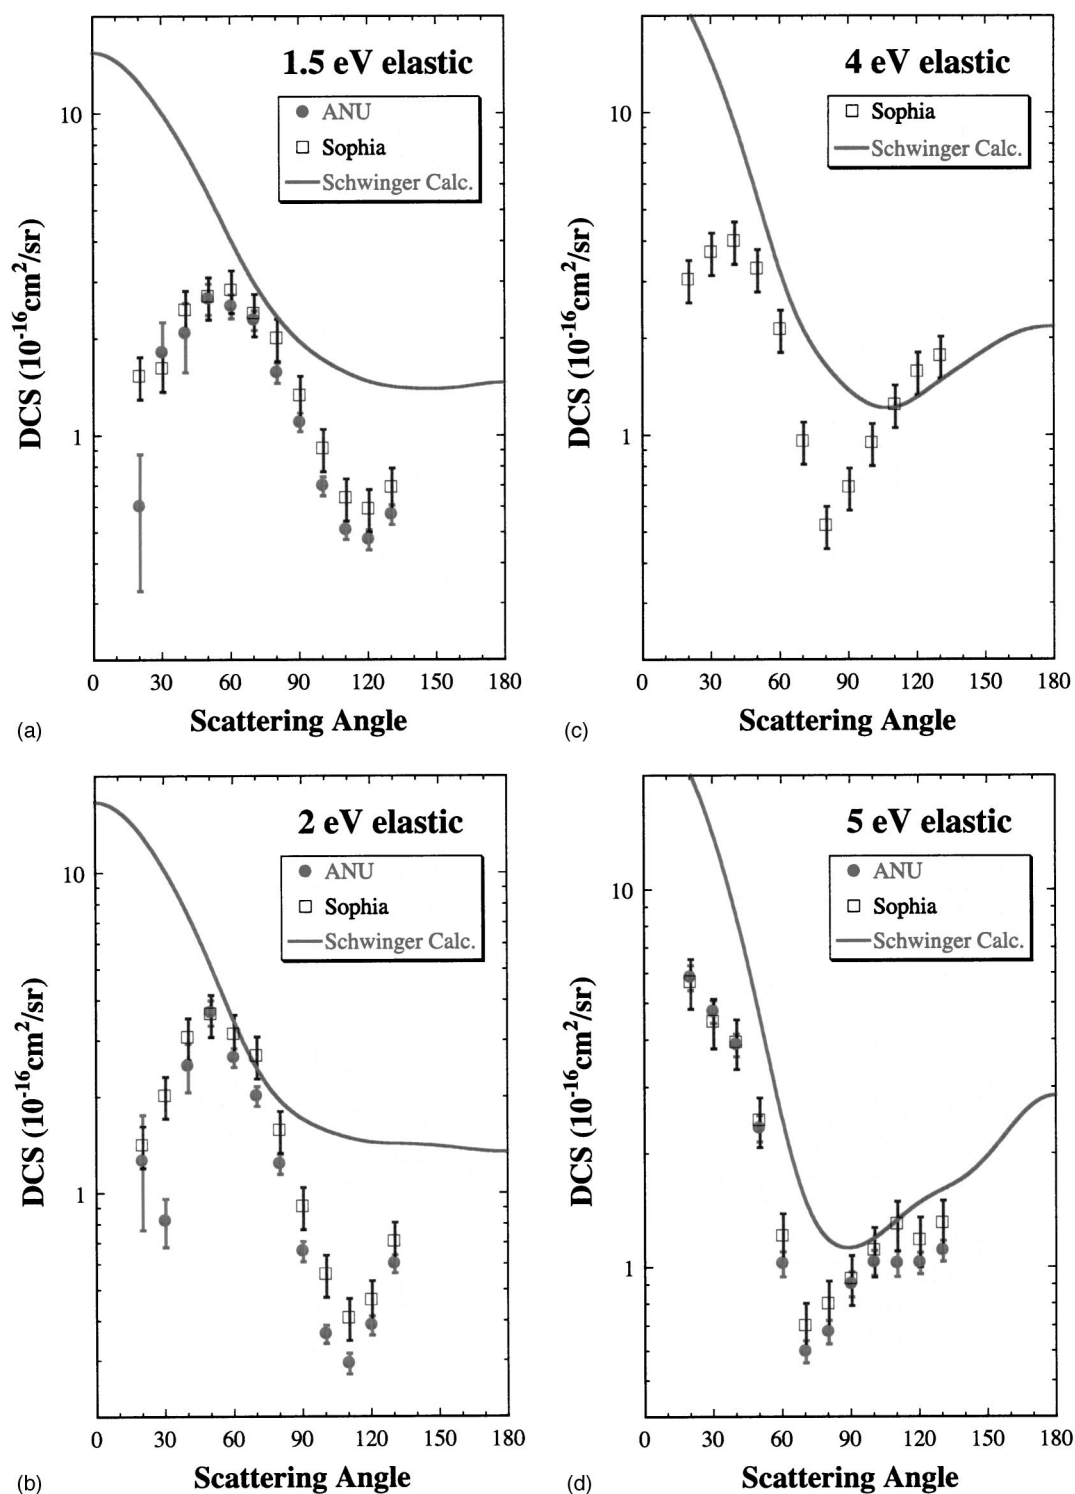 1.5 eV elastic
ANU
Sophia
Schwinger Calc.
10
1
DCS (10⁻¹⁶cm²/sr)
0 30 60 90 120 150 180
Scattering Angle
(a)
4 eV elastic
Sophia
Schwinger Calc.
10
1
DCS (10⁻¹⁶cm²/sr)
0 30 60 90 120 150 180
Scattering Angle
(c)
2 eV elastic
ANU
Sophia
Schwinger Calc.
10
1
DCS (10⁻¹⁶cm²/sr)
0 30 60 90 120 150 180
Scattering Angle
(b)
5 eV elastic
ANU
Sophia
Schwinger Calc.
10
1
DCS (10⁻¹⁶cm²/sr)
0 30 60 90 120 150 180
Scattering Angle
(d)